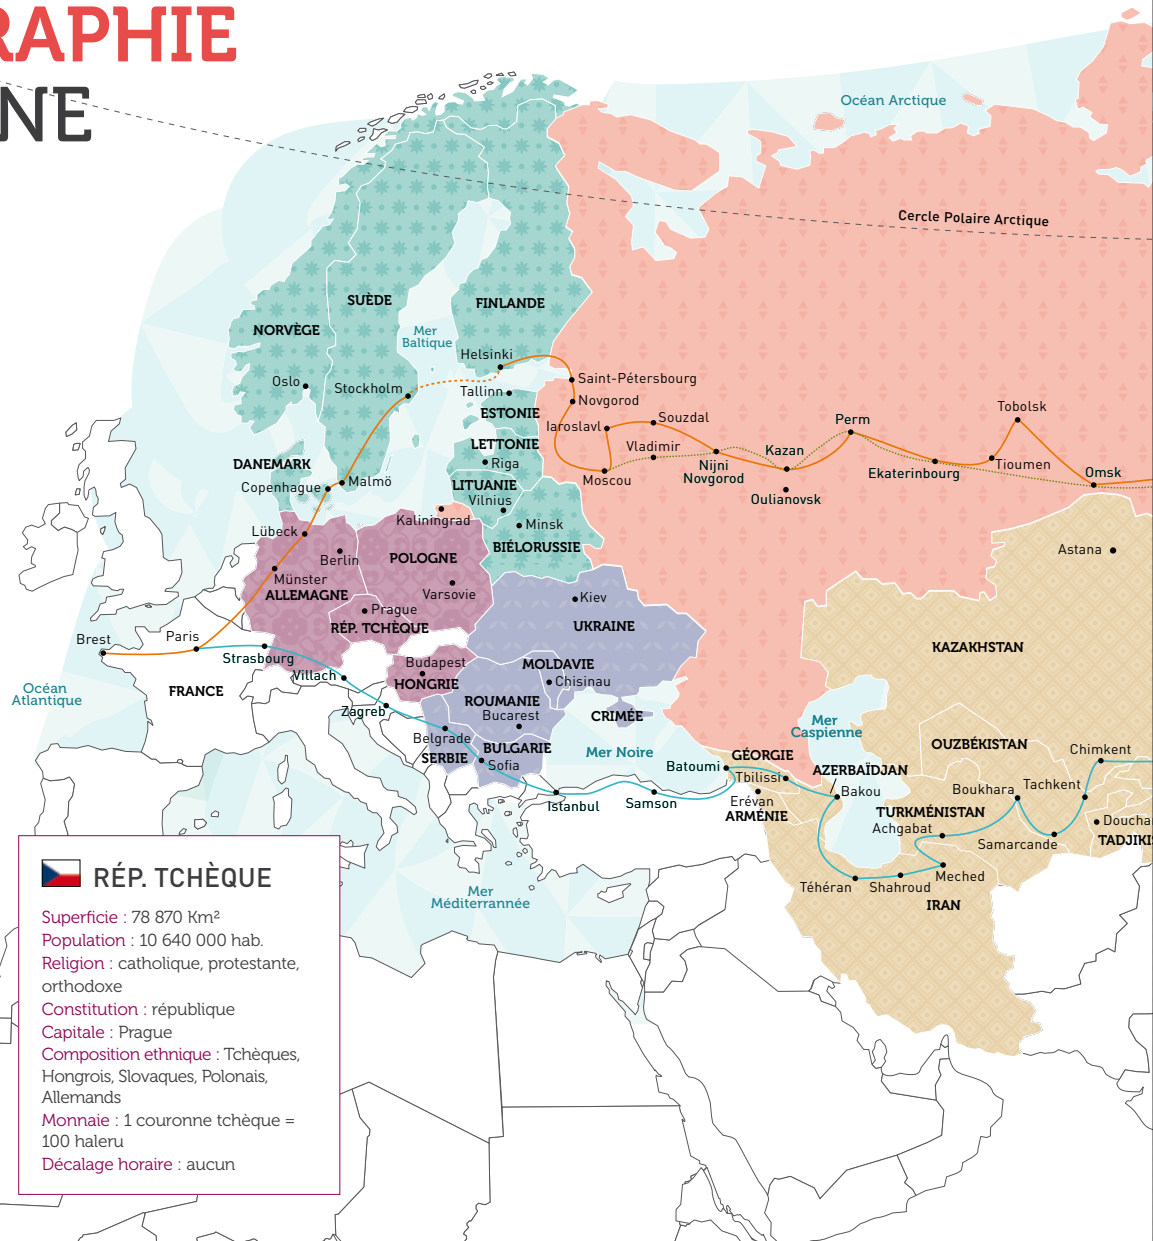 RAPHIE
NE
Océan Arctique
Cercle Polaire Arctique
SUÈDE
FINLANDE
NORVÈGE
Mer
Baltique
Helsinki
Oslo
Stockholm
Tallinn
Saint-Pétersbourg
Novgorod
ESTONIE
Iaroslavl
Souzdal
Perm
Tobolsk
LETTONIE
Vladimir
Kazan
DANEMARK
Riga
Nijni
Novgorod
Ekaterinbourg
Tioumen
Omsk
Copenhague
Malmö
LITUANIE
Vilnius
Moscou
Oulianovsk
Kaliningrad
Minsk
Lübeck
BIÉLORUSSIE
Berlin
POLOGNE
Astana
Münster
ALLEMAGNE
Varsovie
Kiev
Prague
RÉP. TCHÈQUE
UKRAINE
Brest
Paris
Strasbourg
KAZAKHSTAN
Villach
Budapest
HONGRIE
MOLDAVIE
Chisinau
Océan
Atlantique
FRANCE
Zagreb
ROUMANIE
Bucarest
CRIMÉE
Mer
Caspienne
Belgrade
SERBIE
BULGARIE
Sofia
Mer Noire
GÉORGIE
OUZBÉKISTAN
Chimkent
Batoumi
Tbilissi
AZERBAÏDJAN
Bakou
Boukhara
Tachkent
Istanbul
Samson
Erévan
ARMÉNIE
TURKMÉNISTAN
Achgabat
Samarcande
Doucha
TADJIKI
Téhéran
Shahroud
Meched
IRAN
Mer
Méditerrannée
RÉP. TCHÈQUE
Superficie : 78 870 Km²
Population : 10 640 000 hab.
Religion : catholique, protestante,
orthodoxe
Constitution : république
Capitale : Prague
Composition ethnique : Tchèques,
Hongrois, Slovaques, Polonais,
Allemands
Monnaie : 1 couronne tchèque =
100 haleru
Décalage horaire : aucun